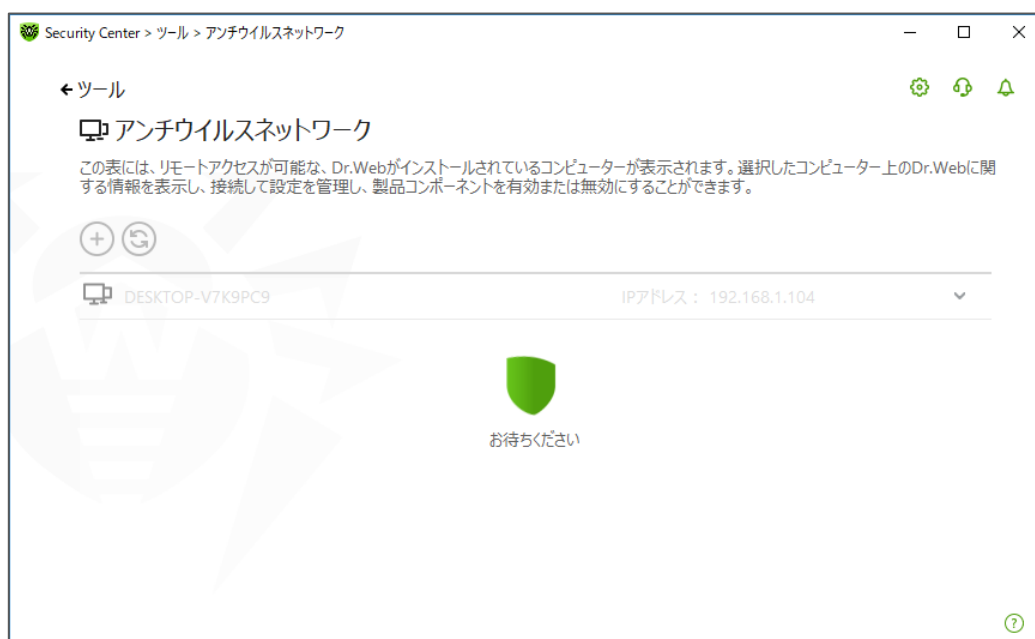 Security Center > ツール > アンチウイルスネットワーク
ツール
アンチウイルスネットワーク
この表には、リモートアクセスが可能な、Dr.Webがインストールされているコンピューターが表示されます。選択したコンピューター上のDr.Webに関
する情報を表示し、接続して設定を管理し、製品コンポーネントを有効または無効にすることができます。
DESKTOP-V7K9PC9 IPアドレス： 192.168.1.104
お待ちください